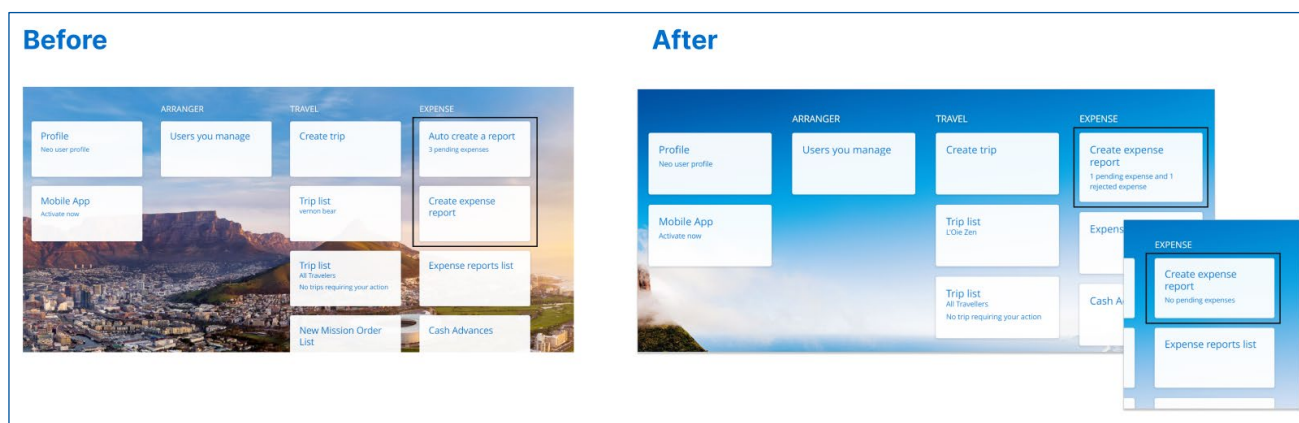 Before
ARRANGER
TRAVEL
EXPENSE
Profile
Neo user profile
Users you manage
Create trip
Auto create a report
3 pending expenses
Mobile App
Activate now
Trip list
vernon bear
Create expense
report
Trip list
All Travelers
No trips requiring your action
Expense reports list
New Mission Order
List
Cash Advances
After
ARRANGER
TRAVEL
EXPENSE
Profile
Neo user profile
Users you manage
Create trip
Create expense
report
1 pending expense and 1
rejected expense
Mobile App
Activate now
Trip list
L'Oie Zen
Expens
Trip list
All Travellers
No trip requiring your action
Cash A
EXPENSE
Create expense
report
No pending expenses
Expense reports list